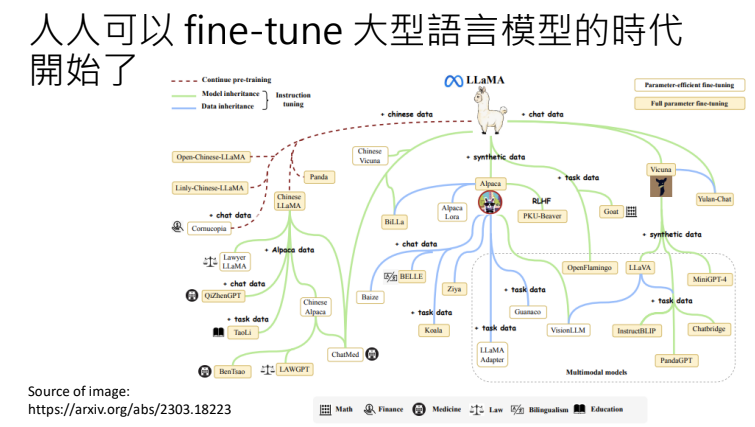 人人可以 fine-tune 大型語言模型的時代
開始了
Continue pre-training
Model inheritance
Data inheritance
Instruction
tuning
LLaMA
Parameter-efficient fine-tuning
Full parameter fine-tuning
+ chinese data
+ chat data
+ synthetic data
+ task data
Open-Chinese-LLaMA
Linly-Chinese-LLaMA
Panda
Chinese
LLaMA
Chinese
Vicuna
Alpaca
Vicuna
Yulan-Chat
+ chat data
Cornucopia
BiLLa
Alpaca
Lora
RLHF
PKU-Beaver
Goat
+ Alpaca data
Lawyer
LLaMA
+ chat data
BELLE
+ synthetic data
+ chat data
QiZhenGPT
Baize
Ziya
OpenFlamingo
LLaVA
MiniGPT-4
+ task data
TaoLi
Chinese
Alpaca
+ task data
Koala
+ task data
Guanaco
+ task data
VisionLLM
InstructBLIP
Chatbridge
+ task data
LLaMA
Adapter
PandaGPT
BenTsao
LAWGPT
ChatMed
Multimodal models
Source of image:
https://arxiv.org/abs/2303.18223
Math
Finance
Medicine
Law
Bilingualism
Education